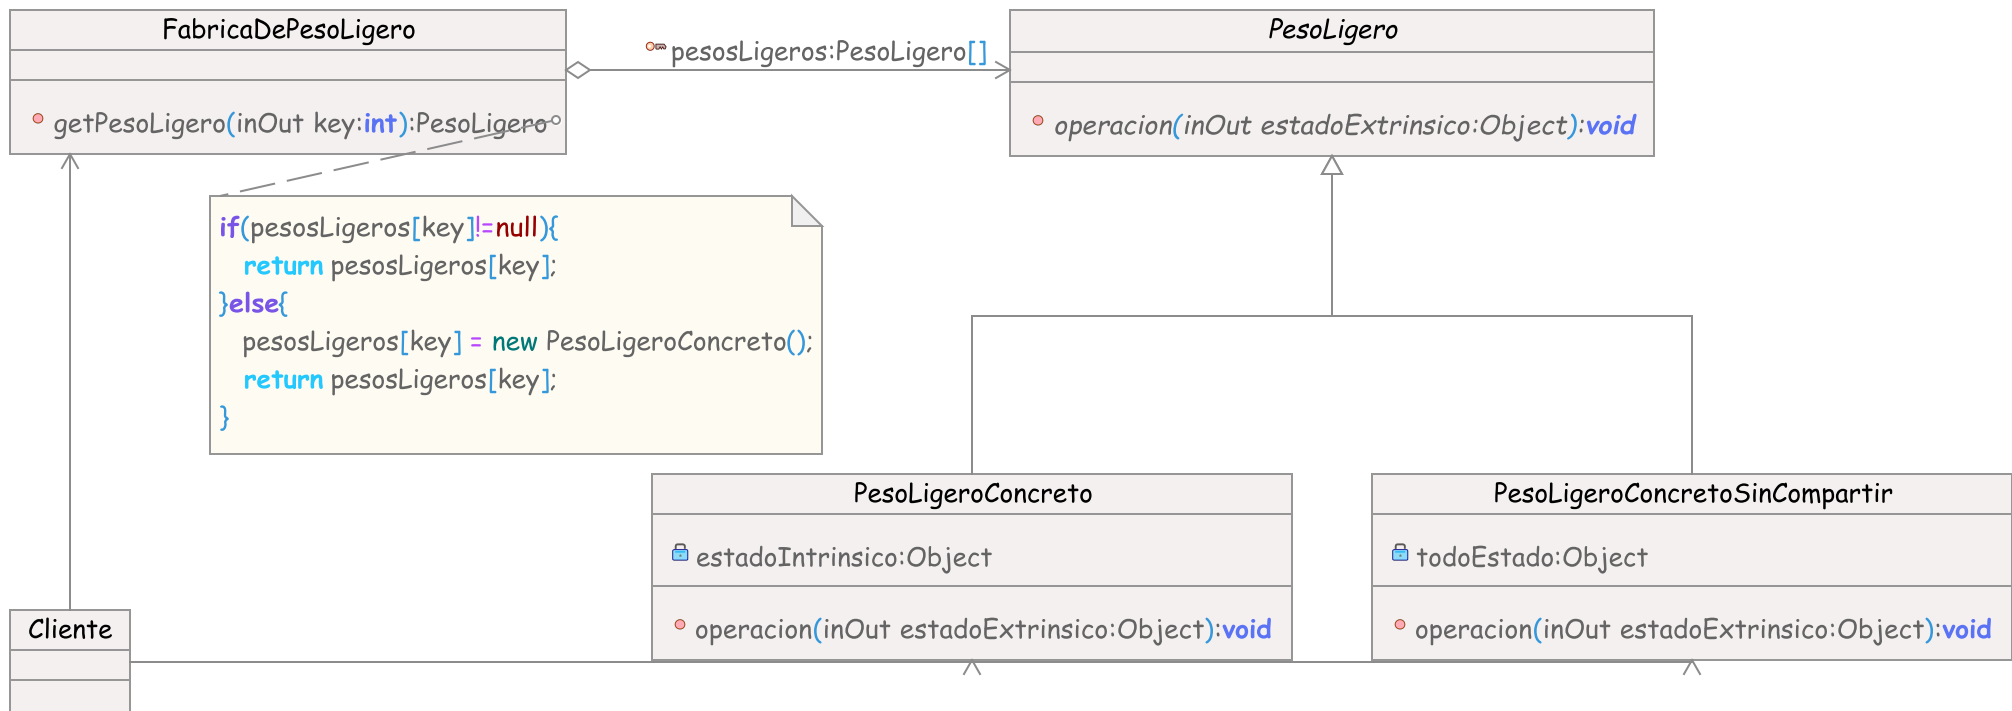 FabricaDePesoLigero
getPesoLigero(inOut key:int):PesoLigero
pesosLigeros:PesoLigero[]
PesoLigero
operacion(inOut estadoExtrinsico:Object):void
if(pesosLigeros[key]!=null){
return pesosLigeros[key];
}else{
pesosLigeros[key] = new PesoLigeroConcreto();
return pesosLigeros[key];
}
PesoLigeroConcreto
estadoIntrinsico:Object
operacion(inOut estadoExtrinsico:Object):void
PesoLigeroConcretoSinCompartir
todoEstado:Object
operacion(inOut estadoExtrinsico:Object):void
Cliente